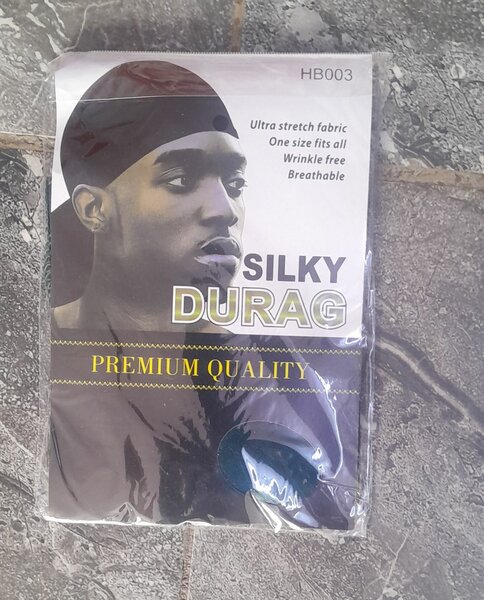 HB003
Ultra stretch fabric
One size fits all
Wrinkle free
Breathable
SILKY
DURAG
PREMIUM QUALITY